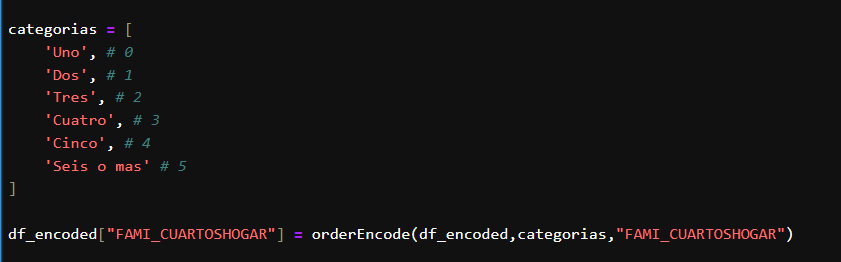 categorias = [
    'Uno', # 0
    'Dos', # 1
    'Tres', # 2
    'Cuatro', # 3
    'Cinco', # 4
    'Seis o mas' # 5
]
df_encoded["FAMI_CUARTOSHOGAR"] = orderEncode(df_encoded,categorias,"FAMI_CUARTOSHOGAR")